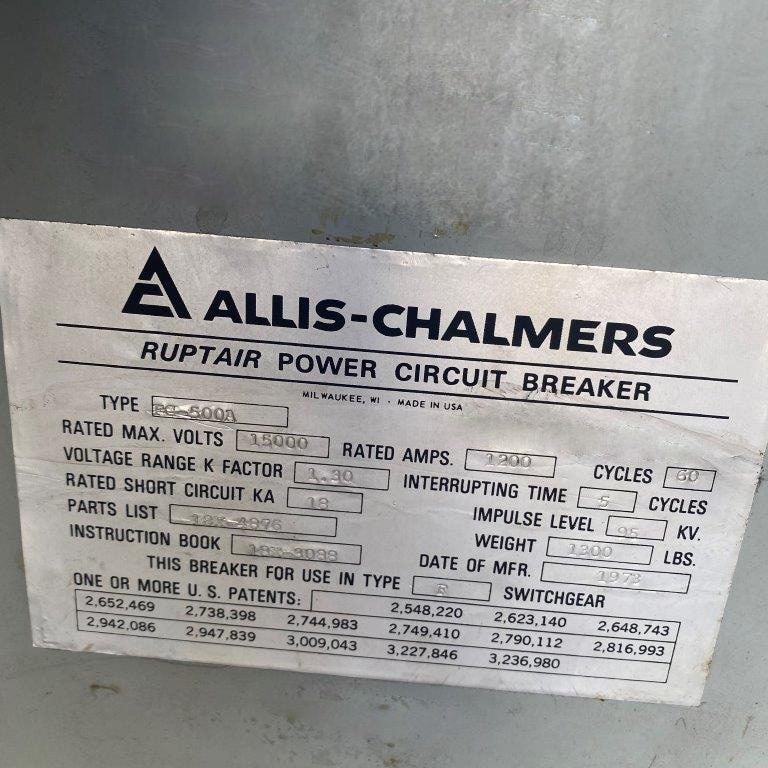 ALLIS-CHALMERS
RUPTAIR POWER CIRCUIT BREAKER
MILWAUKEE, WI · MADE IN USA
TYPE
RATED MAX. VOLTS 15000 RATED AMPS. 1200 CYCLES 60
VOLTAGE RANGE K FACTOR 1.30 INTERRUPTING TIME 5 CYCLES
RATED SHORT CIRCUIT KA 18 IMPULSE LEVEL 95 KV.
PARTS LIST WEIGHT 1300 LBS.
INSTRUCTION BOOK DATE OF MFR. 1973
THIS BREAKER FOR USE IN TYPE SWITCHGEAR
ONE OR MORE U.S. PATENTS: 2,548,220 2,623,140 2,648,743
2,652,469 2,738,398 2,744,983 2,749,410 2,790,112 2,816,993
2,942,086 2,947,839 3,009,043 3,227,846 3,236,980